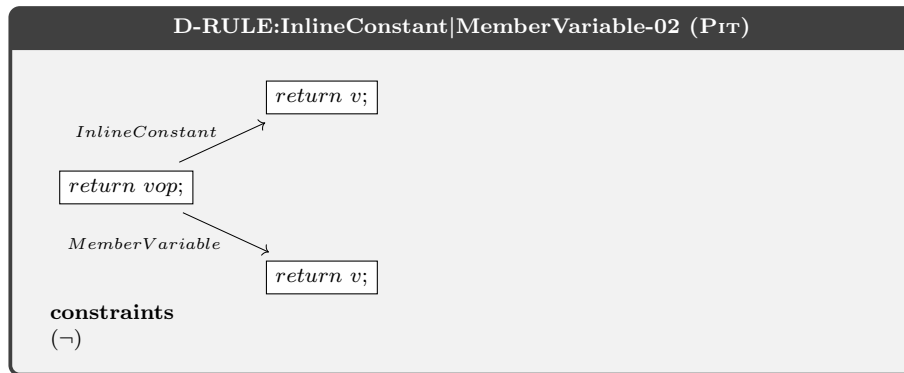 D-RULE:InlineConstant|MemberVariable-02 (PIT)
return v;
InlineConstant
return vop;
MemberVariable
return v;
constraints
(¬)